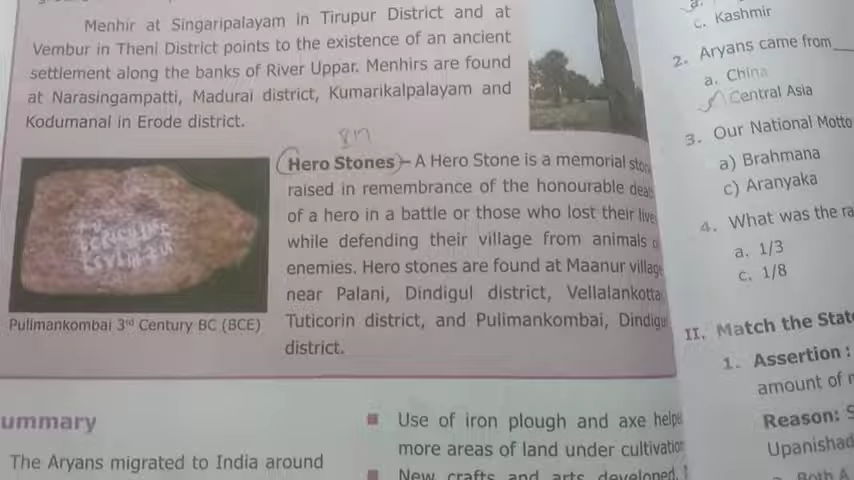 Menhir at Singaripalayam in Tirupur District and at
Vembur in Theni District points to the existence of an ancient
settlement along the banks of River Uppar. Menhirs are found
at Narasingampatti, Madurai district, Kumarikalpalayam and
Kodumanal in Erode district.
Hero Stones - A Hero Stone is a memorial
raised in remembrance of the honourable
of a hero in a battle or those who lost their
while defending their village from animals
enemies. Hero stones are found at Maanur
near Palani, Dindigul district,
Tuticorin district, and Pulimankombai,
district.
Pulimankombai 3rd Century BC (BCE)
The Aryans migrated to India around
Use of iron plough and axe
more areas of land under
New crafts and arts developed.
c. Kashmir
2. Aryans came from
a. China
Central Asia
3. Our National Motto
a) Brahmana
c) Aranyaka
4. What was the
a. 1/3
c. 1/8
II. Match the
1. Assertion :
amount of
Reason:
Both A